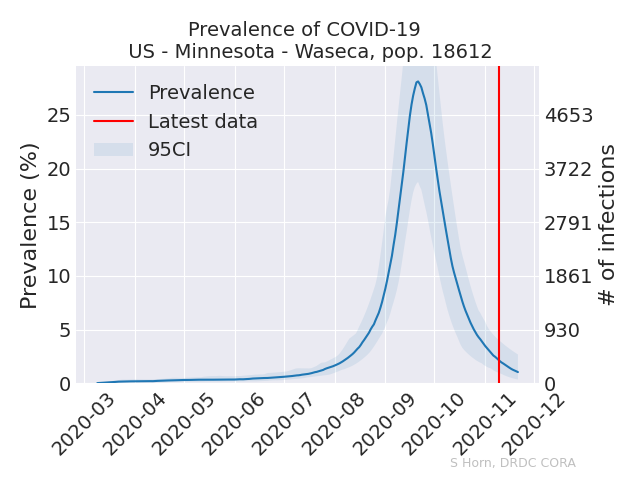 Prevalence of COVID-19
US - Minnesota - Waseca, pop. 18612
Prevalence
Latest data
95CI
Prevalence (%)
25
20
15
10
5
0
4653
3722
2791
1861
930
0
# of infections
2020-03
2020-04
2020-05
2020-06
2020-07
2020-08
2020-09
2020-10
2020-11
2020-12
S Horn, DRDC CORA